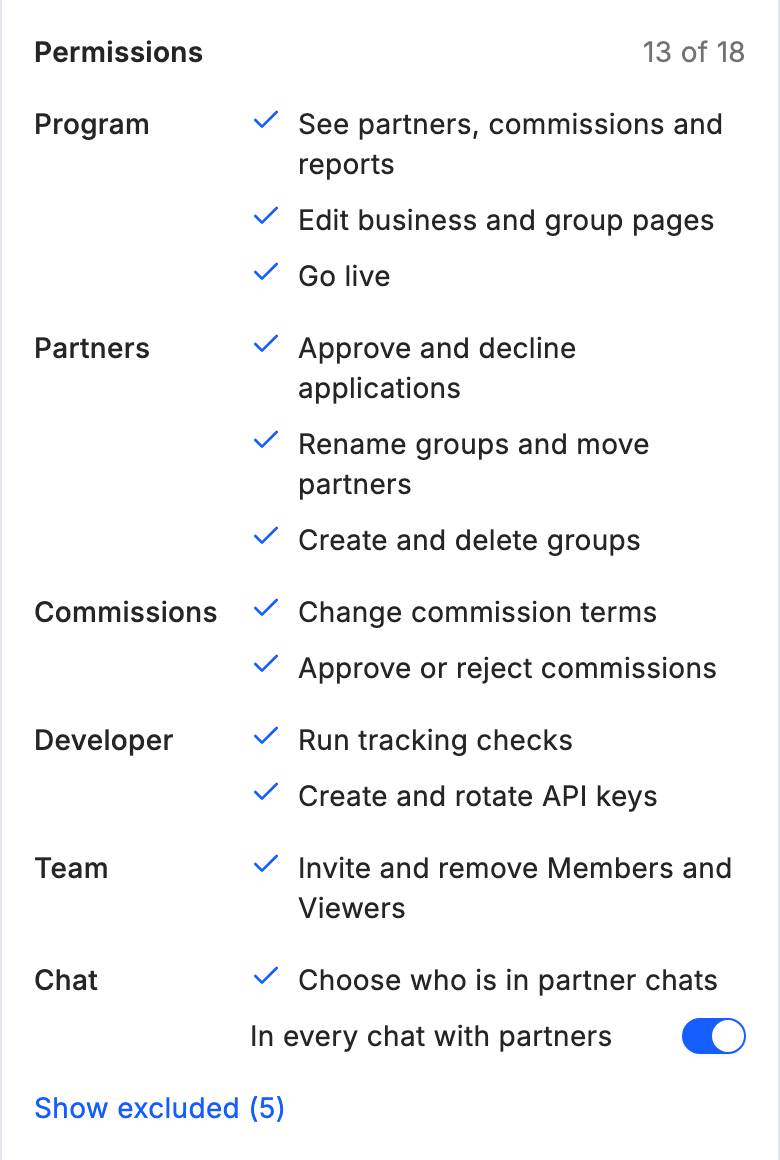 Permissions 13 of 18
Program See partners, commissions and
reports
Edit business and group pages
Go live
Partners Approve and decline
applications
Rename groups and move
partners
Create and delete groups
Commissions Change commission terms
Approve or reject commissions
Developer Run tracking checks
Create and rotate API keys
Team Invite and remove Members and
Viewers
Chat Choose who is in partner chats
In every chat with partners
Show excluded (5)